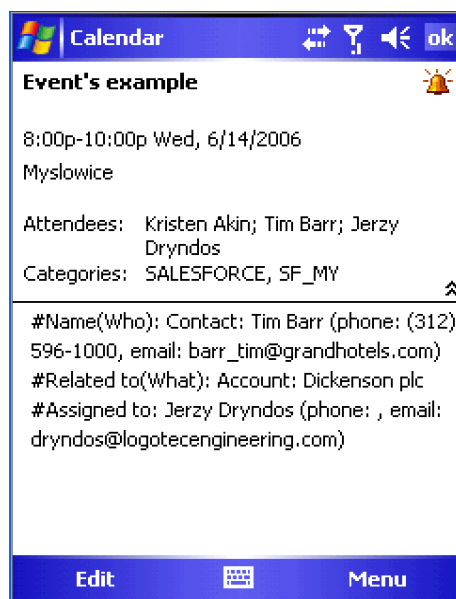 Calendar
ok
Event's example
8:00p-10:00p Wed, 6/14/2006
Myslowice
Attendees: Kristen Akin; Tim Barr; Jerzy
Dryndos
Categories: SALESFORCE, SF_MY
#Name(Who): Contact: Tim Barr (phone: (312)
596-1000, email: barr_tim@grandhotels.com)
#Related to(What): Account: Dickenson plc
#Assigned to: Jerzy Dryndos (phone: , email:
dryndos@logotecengineering.com)
Edit
Menu